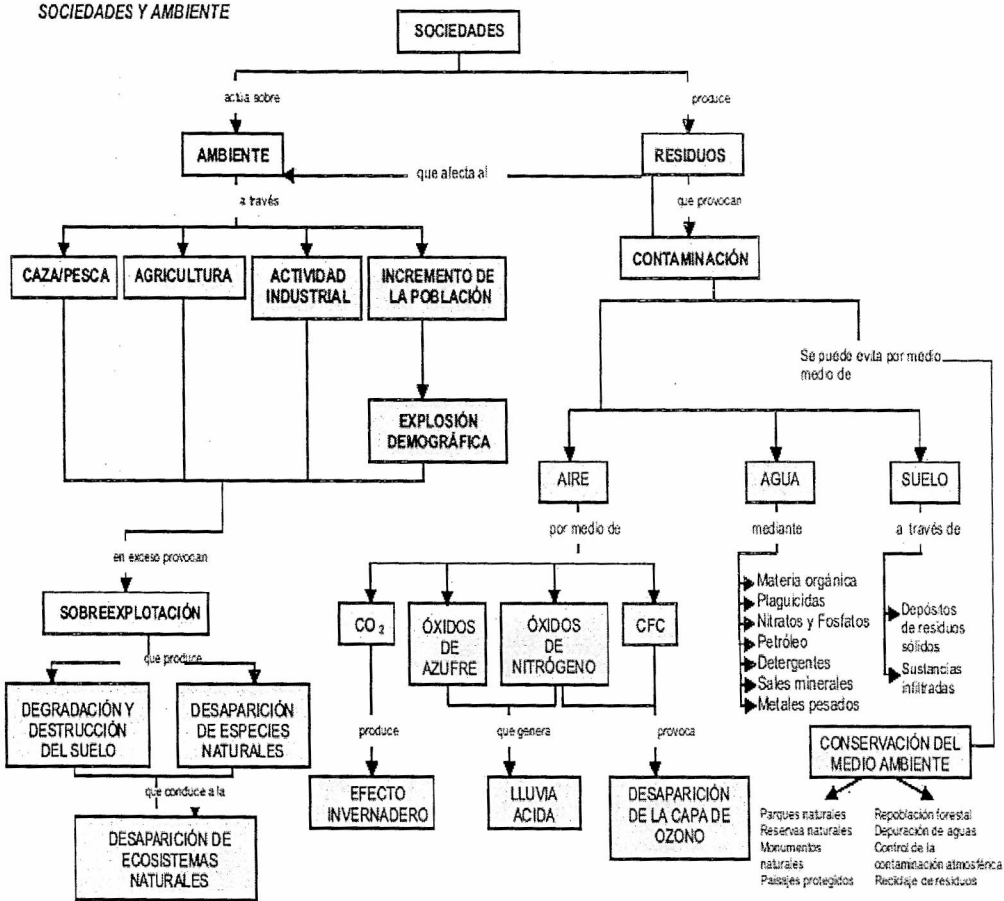 SOCIEDADES Y AMBIENTE
SOCIEDADES
actúa sobre
produce
AMBIENTE
RESIDUOS
que afecta al
a través
que provocan
CAZA/PESCA
AGRICULTURA
ACTIVIDAD
INDUSTRIAL
INCREMENTO DE
LA POBLACIÓN
CONTAMINACIÓN
Se puede evita por medio
medio de
EXPLOSIÓN
DEMOGRÁFICA
AIRE
AGUA
SUELO
por medio de
mediante
a través de
en exceso provocan
SOBREEXPLOTACIÓN
que produce
CO2
ÓXIDOS
DE
AZUFRE
ÓXIDOS
DE
NITRÓGENO
CFC
Materia orgánica
Plaguicidas
Nitratos y Fosfatos
Petróleo
Detergentes
Sales minerales
Metales pesados
Depósitos
de residuos
sólidos
Sustancias
infiltradas
DEGRADACIÓN Y
DESTRUCCIÓN
DEL SUELO
DESAPARICIÓN
DE ESPECIES
NATURALES
produce
que genera
provoca
que conduce a la
DESAPARICIÓN DE
ECOSISTEMAS
NATURALES
EFECTO
INVERNADERO
LLUVIA
ACIDA
DESAPARICIÓN
DE LA CAPA DE
OZONO
CONSERVACIÓN DEL
MEDIO AMBIENTE
Parques naturales
Reservas naturales
Monumentos
naturales
Paisajes protegidos
Repoblación forestal
Depuración de aguas
Control de la
contaminación atmosférica
Reciclaje de residuos